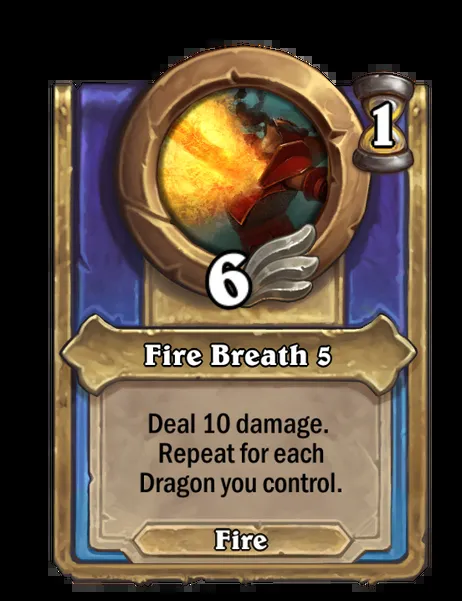 1
6
Fire Breath 5
Deal 10 damage.
Repeat for each
Dragon you control.
Fire